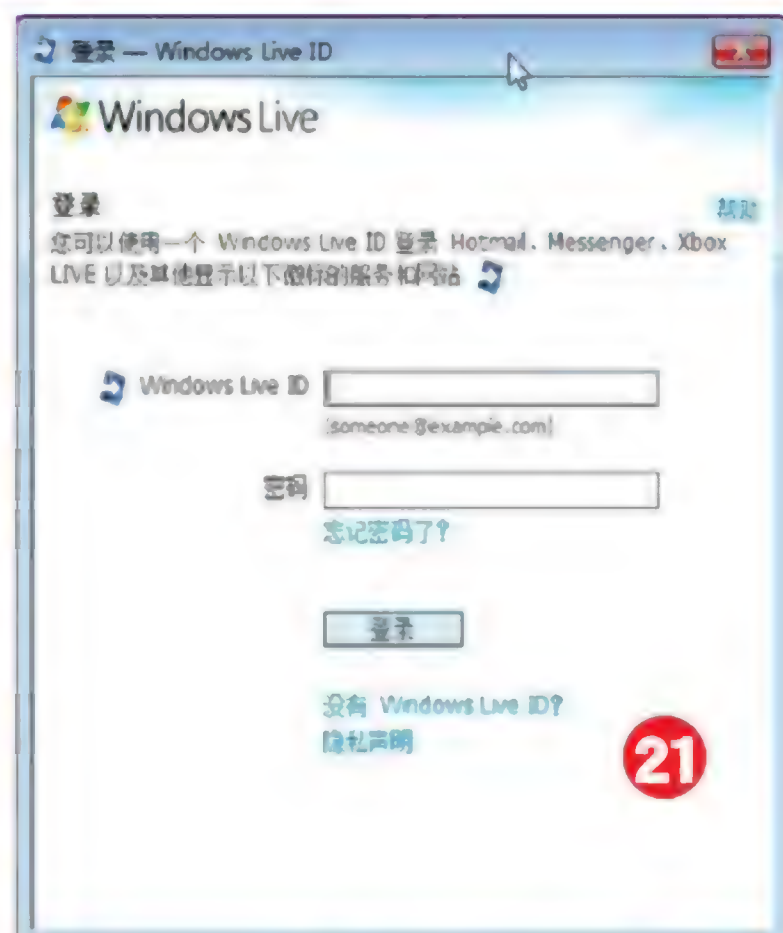 登录 — Windows Live ID
Windows Live
登录
帮助
您可以使用一个 Windows Live ID 登录 Hotmail、Messenger、Xbox
LIVE 以及其他显示以下徽标的服务和网站
Windows Live ID
(someone@example.com)
密码
忘记密码了?
登录
没有 Windows Live ID?
隐私声明
21